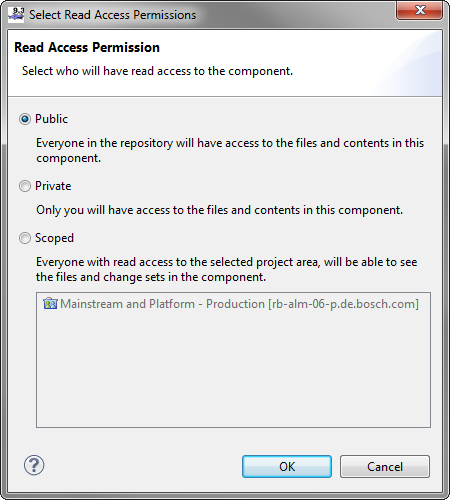 9.3
Select Read Access Permissions
Read Access Permission
Select who will have read access to the component.
Public
Everyone in the repository will have access to the files and contents in this
component.
Private
Only you will have access to the files and contents in this component.
Scoped
Everyone with read access to the selected project area, will be able to see
the files and change sets in the component.
Mainstream and Platform - Production [rb-alm-06-p.de.bosch.com]
?
OK
Cancel